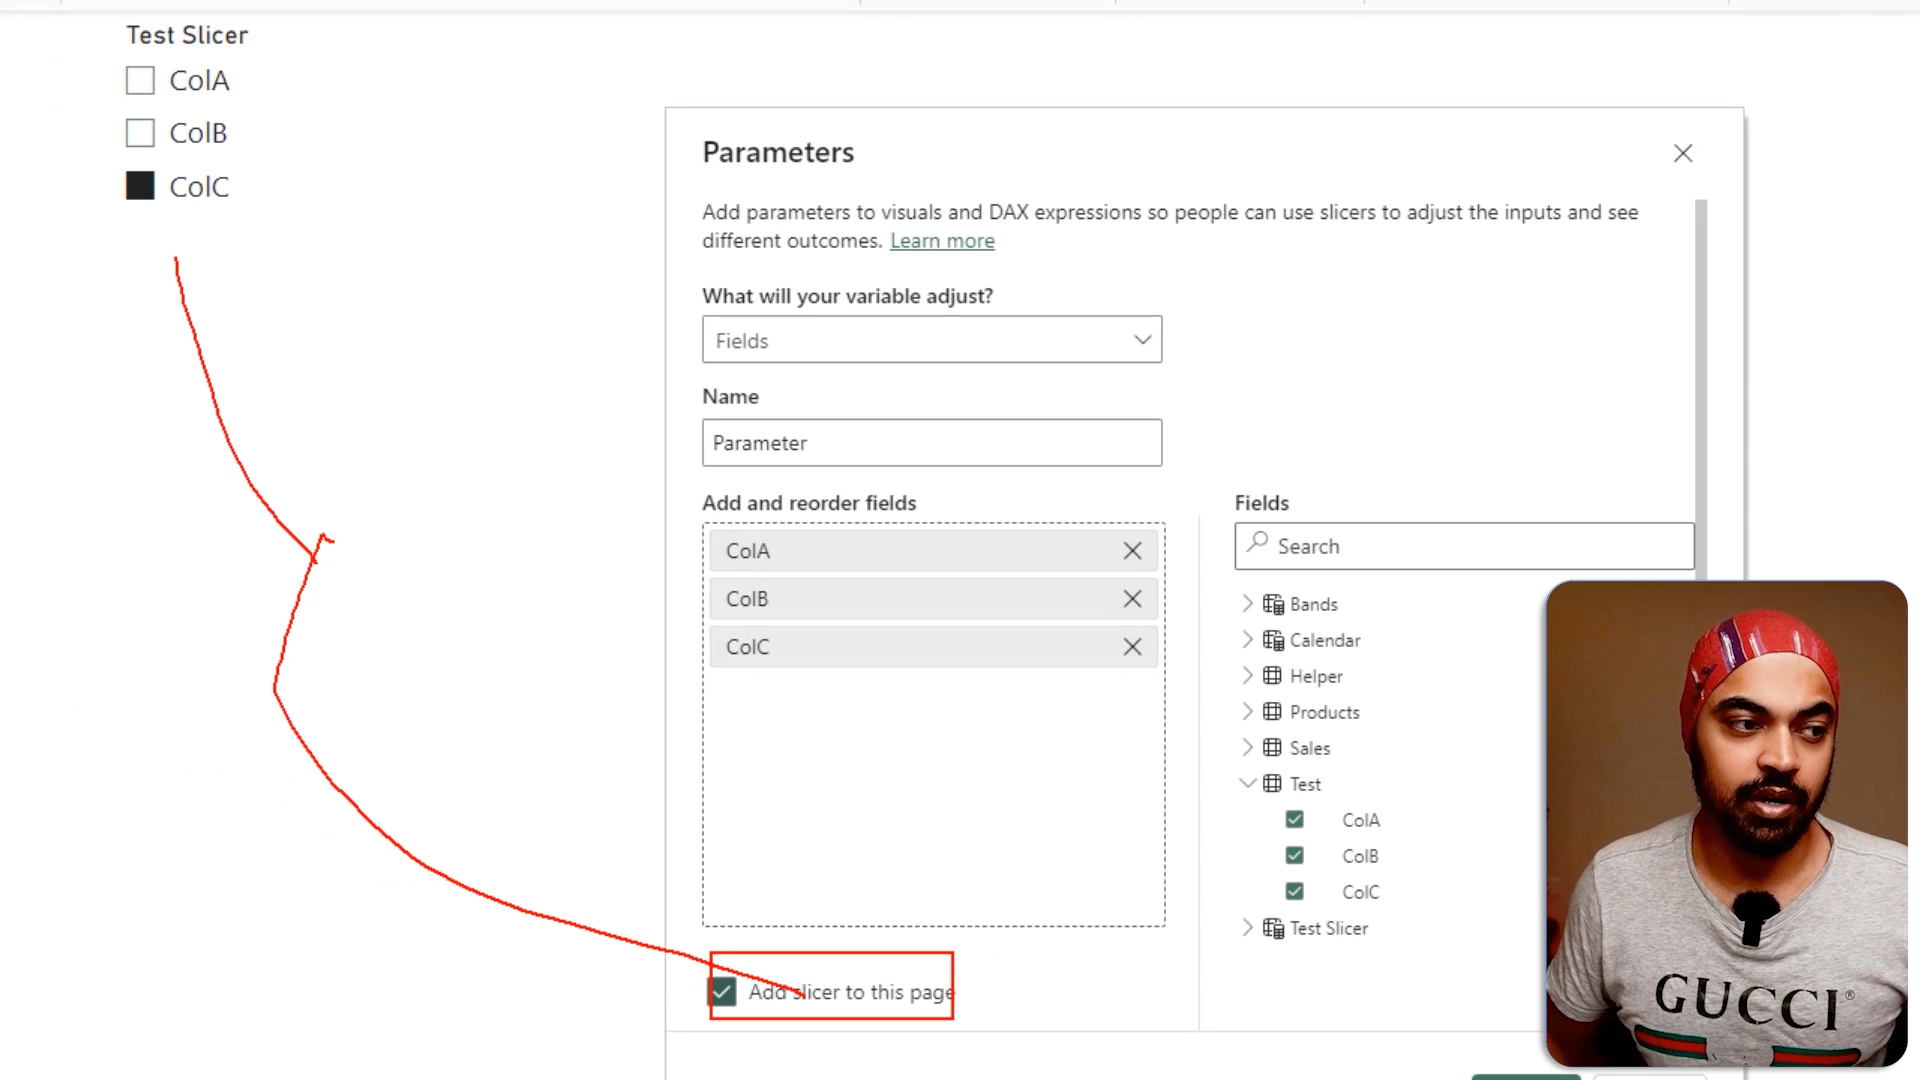 Test Slicer
ColA
ColB
ColC
Parameters
Add parameters to visuals and DAX expressions so people can use slicers to adjust the inputs and see
different outcomes. Learn more
What will your variable adjust?
Fields
Name
Parameter
Add and reorder fields
ColA
ColB
ColC
Add slicer to this page
Fields
Search
Bands
Calendar
Helper
Products
Sales
Test
ColA
ColB
ColC
Test Slicer
GUCCI®